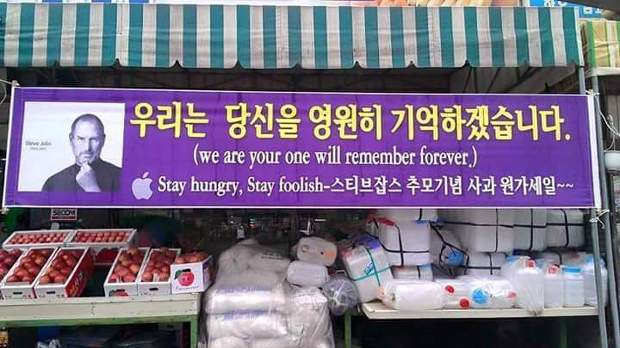 우리는 당신을 영원히 기억하겠습니다.
(we are your one will remember forever.)
Stay hungry, Stay foolish-스티브잡스 추모기념 사과 원가세일~~
Steve Jobs